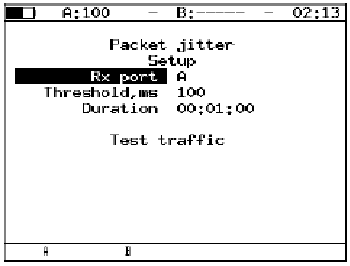 A:100 – B:----- – 02:13
Packet jitter
Setup
Rx port A
Threshold,ms 100
Duration 00:01:00
Test traffic
A B